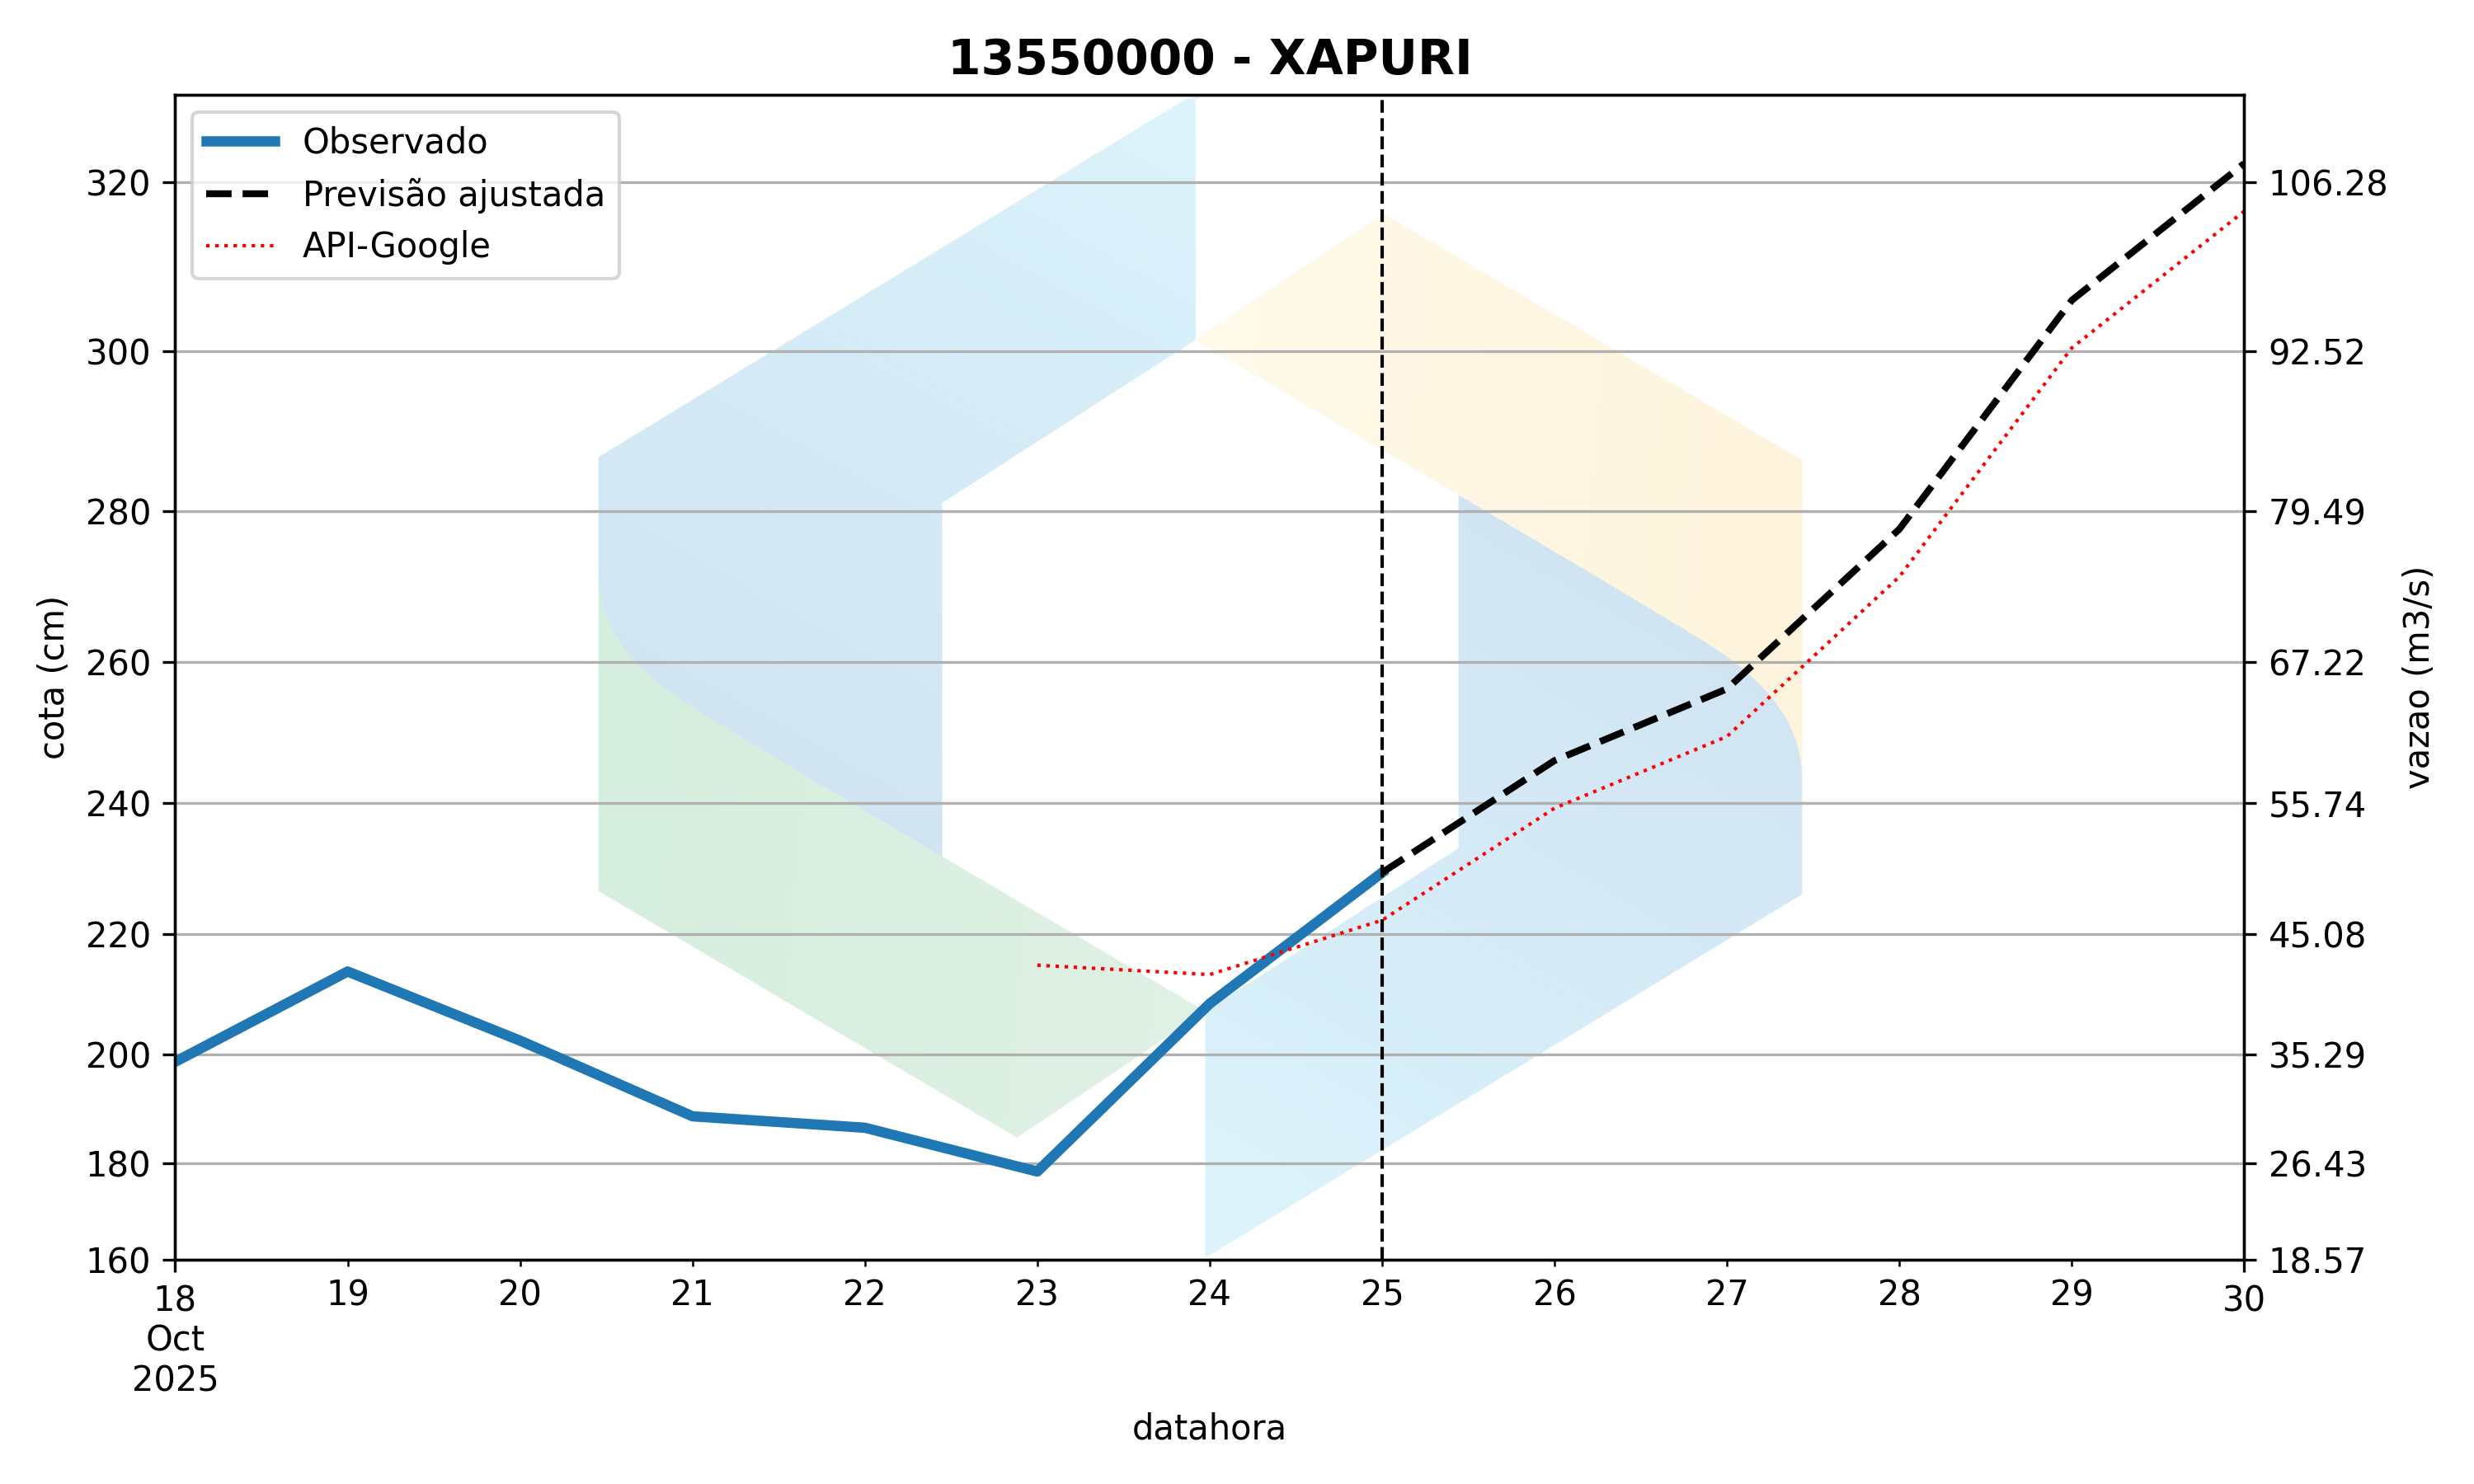 13550000 - XAPURI
Observado
Previsão ajustada
API-Google
cota (cm)
320
300
280
260
240
220
200
180
160
106.28
92.52
79.49
67.22
55.74
45.08
35.29
26.43
18.57
vazao (m3/s)
18 19 20 21 22 23 24 25 26 27 28 29 30
Oct
2025
datahora